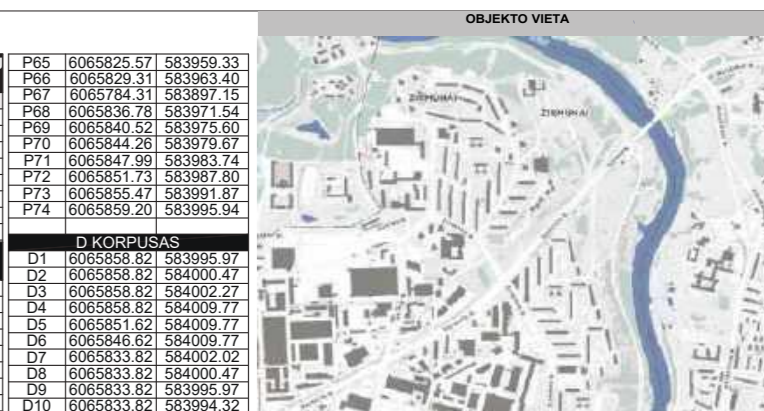 OBJEKTO VIETA
P65 6065825.57 583959.33
P66 6065829.31 583963.40
P67 6065784.31 583897.15
P68 6065836.78 583971.54
P69 6065840.52 583975.60
P70 6065844.26 583979.67
P71 6065847.99 583983.74
P72 6065851.73 583987.80
P73 6065855.47 583991.87
P74 6065859.20 583995.94
D KORPUSAS
D1 6065858.82 583995.97
D2 6065858.82 584000.47
D3 6065858.82 584002.27
D4 6065858.82 584009.77
D5 6065851.62 584009.77
D6 6065846.62 584009.77
D7 6065833.82 584002.02
D8 6065833.82 584000.47
D9 6065833.82 583995.97
D10 6065833.82 583994.32
ŽIRMŪNAI
ŽIRMŪNAI